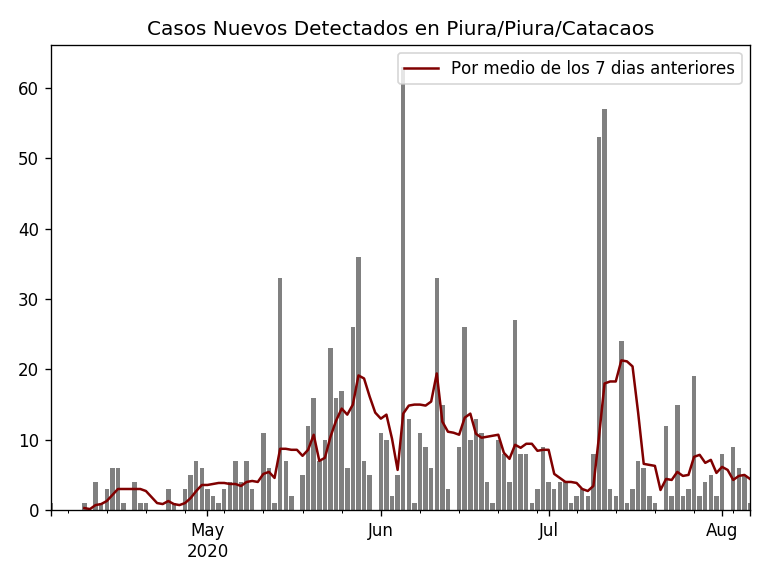 Casos Nuevos Detectados en Piura/Piura/Catacaos
Por medio de los 7 dias anteriores
60
50
40
30
20
10
0
May
2020
Jun
Jul
Aug